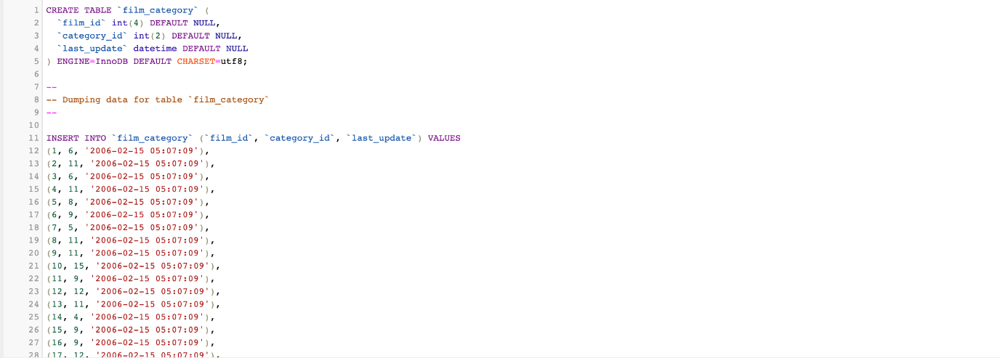 1 CREATE TABLE `film_category` (
2   `film_id` int(4) DEFAULT NULL,
3   `category_id` int(2) DEFAULT NULL,
4   `last_update` datetime DEFAULT NULL
5 ) ENGINE=InnoDB DEFAULT CHARSET=utf8;
6
7 --
8 -- Dumping data for table `film_category`
9 --
10
11 INSERT INTO `film_category` (`film_id`, `category_id`, `last_update`) VALUES
12 (1, 6, '2006-02-15 05:07:09'),
13 (2, 11, '2006-02-15 05:07:09'),
14 (3, 6, '2006-02-15 05:07:09'),
15 (4, 11, '2006-02-15 05:07:09'),
16 (5, 8, '2006-02-15 05:07:09'),
17 (6, 9, '2006-02-15 05:07:09'),
18 (7, 5, '2006-02-15 05:07:09'),
19 (8, 11, '2006-02-15 05:07:09'),
20 (9, 11, '2006-02-15 05:07:09'),
21 (10, 15, '2006-02-15 05:07:09'),
22 (11, 9, '2006-02-15 05:07:09'),
23 (12, 12, '2006-02-15 05:07:09'),
24 (13, 11, '2006-02-15 05:07:09'),
25 (14, 4, '2006-02-15 05:07:09'),
26 (15, 9, '2006-02-15 05:07:09'),
27 (16, 9, '2006-02-15 05:07:09'),
28 (17, 12, '2006-02-15 05:07:09'),